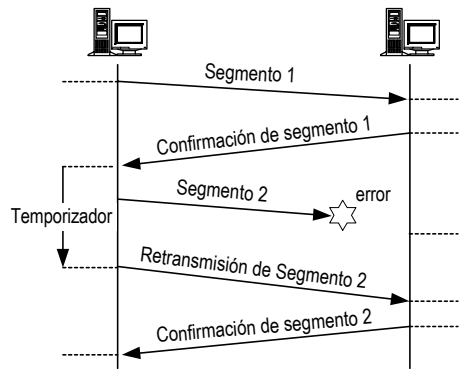 Segmento 1
Confirmación de segmento 1
Segmento 2
error
Temporizador
Retransmisión de Segmento 2
Confirmación de segmento 2